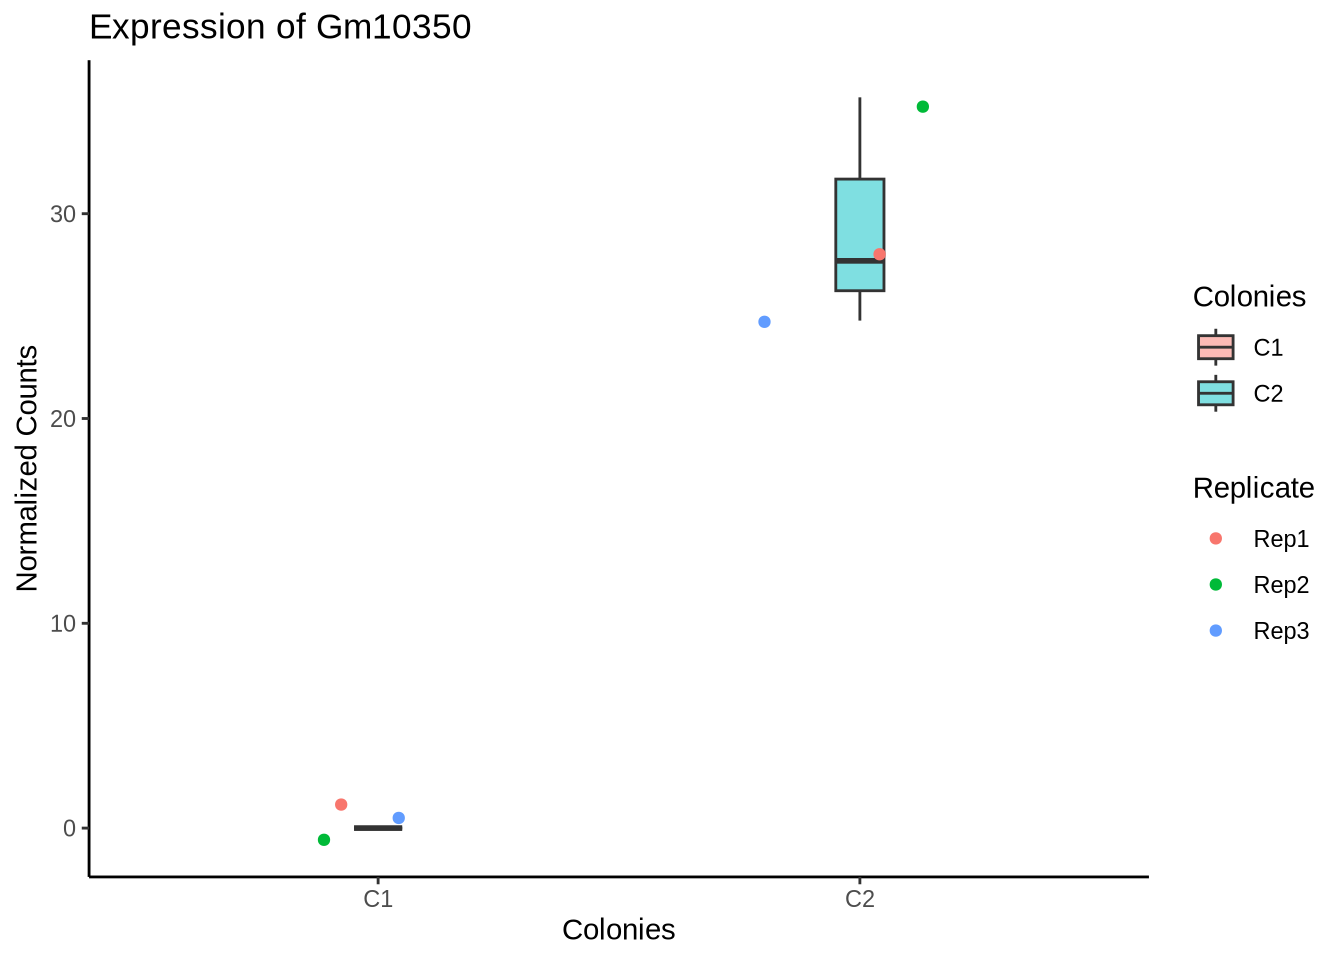 Expression of Gm10350
Normalized Counts
30
20
10
0
C1
C2
Colonies
Colonies
C1
C2
Replicate
Rep1
Rep2
Rep3